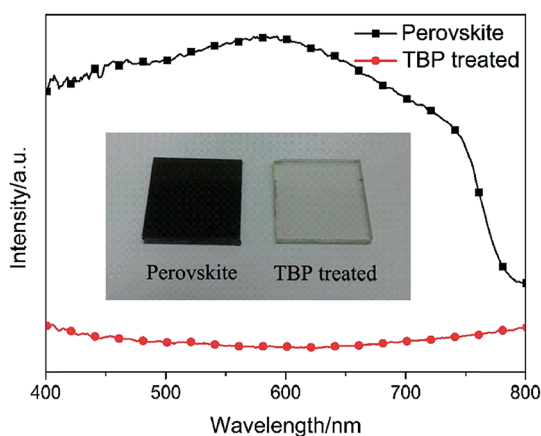 Perovskite
TBP treated
Intensity/a.u.
Perovskite TBP treated
400 500 600 700 800
Wavelength/nm